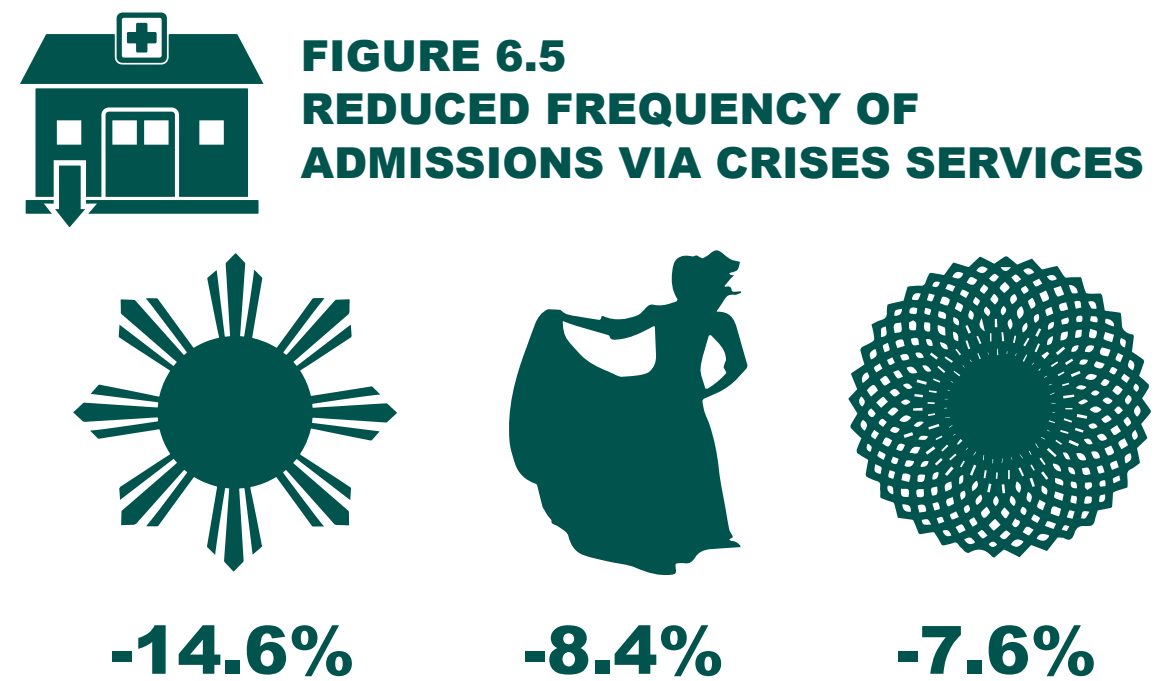 FIGURE 6.5
REDUCED FREQUENCY OF
ADMISSIONS VIA CRISES SERVICES
-14.6%
-8.4%
-7.6%